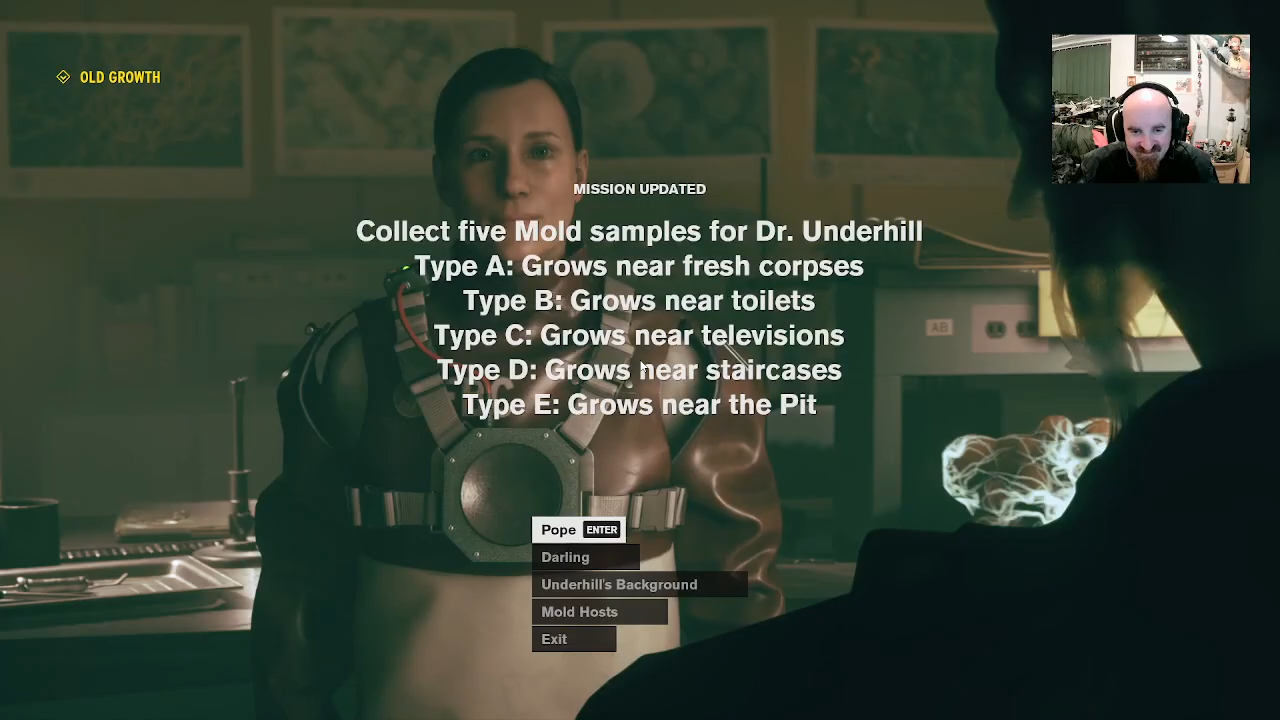 OLD GROWTH
MISSION UPDATED
Collect five Mold samples for Dr. Underhill
Type A: Grows near fresh corpses
Type B: Grows near toilets
Type C: Grows near televisions
Type D: Grows near staircases
Type E: Grows near the Pit
AB
Pope ENTER
Darling
Underhill's Background
Mold Hosts
Exit